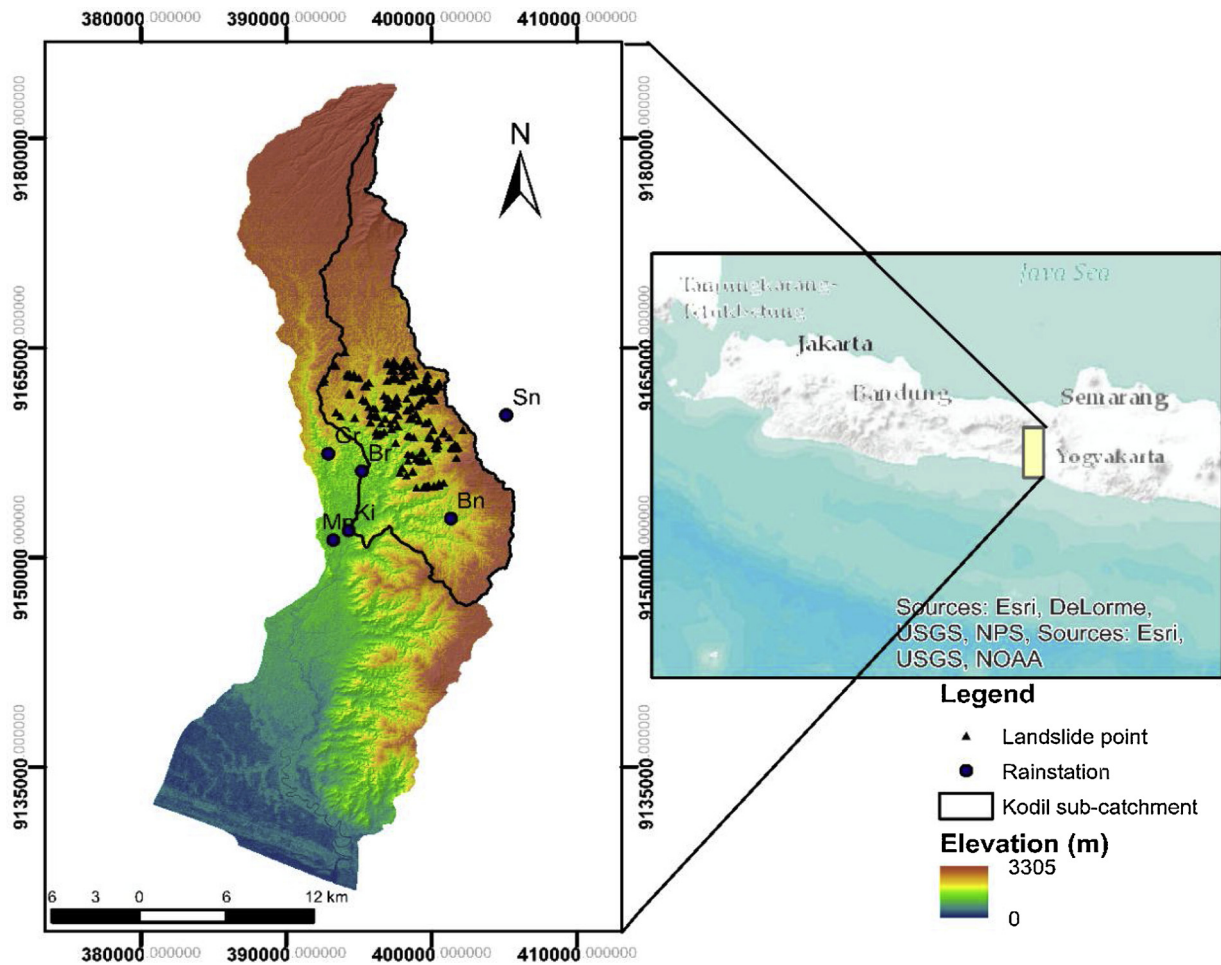 380000.000000 390000.000000 400000.000000 410000.000000
9180000.000000
9165000.000000
9150000.000000
9135000.000000
N
Sn
Cr
Br
Bn
Ki
6 3 0 6 12 km
380000.000000 390000.000000 400000.000000 410000.000000
9180000.000000
9165000.000000
9150000.000000
9135000.000000
Java Sea
Jakarta
Bandung
Semarang
Yogyakarta
Sources: Esri, DeLorme,
USGS, NPS, Sources: Esri,
USGS, NOAA
Legend
Landslide point
Rainstation
Kodil sub-catchment
Elevation (m)
3305
0